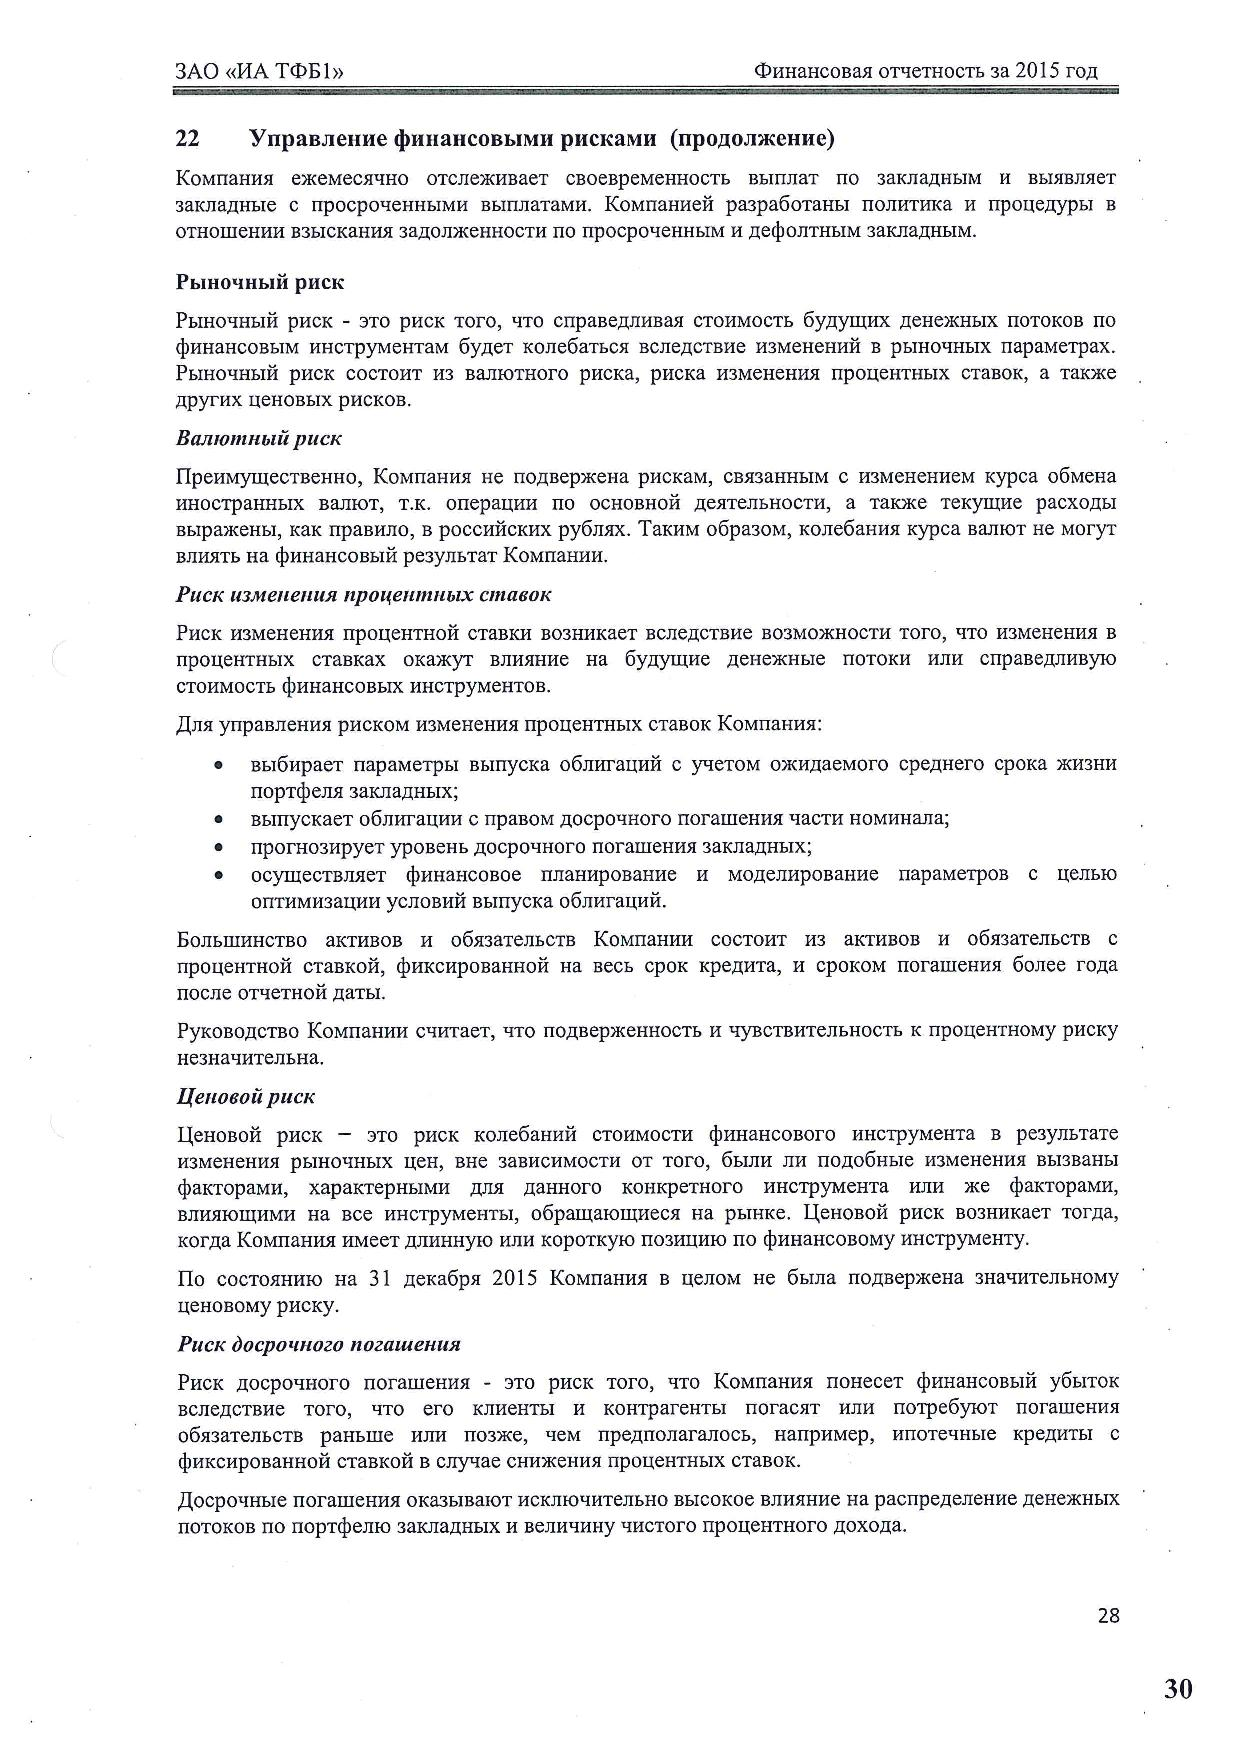 ЗАО «ИА ТФБ1» Финансовая отчетность за 2015 год
22 Управление финансовыми рисками (продолжение)
Компания ежемесячно отслеживает своевременность выплат по закладным и выявляет
закладные с просроченными выплатами. Компанией разработаны политика и процедуры в
отношении взыскания задолженности по просроченным и дефолтным закладным.
Рыночный риск
Рыночный риск - это риск того, что справедливая стоимость будущих денежных потоков по
финансовым инструментам будет колебаться вследствие изменений в рыночных параметрах.
Рыночный риск состоит из валютного риска, риска изменения процентных ставок, а также
других ценовых рисков.
Валютный риск
Преимущественно, Компания не подвержена рискам, связанным с изменением курса обмена
иностранных валют, т.к. операции по основной деятельности, а также текущие расходы
выражены, как правило, в российских рублях. Таким образом, колебания курса валют не могут
влиять на финансовый результат Компании.
Риск изменения процентных ставок
Риск изменения процентной ставки возникает вследствие возможности того, что изменения в
процентных ставках окажут влияние на будущие денежные потоки или справедливую
стоимость финансовых инструментов.
Для управления риском изменения процентных ставок Компания:
• выбирает параметры выпуска облигаций с учетом ожидаемого среднего срока жизни
портфеля закладных;
• выпускает облигации с правом досрочного погашения части номинала;
• прогнозирует уровень досрочного погашения закладных;
• осуществляет финансовое планирование и моделирование параметров с целью
оптимизации условий выпуска облигаций.
Большинство активов и обязательств Компании состоит из активов и обязательств с
процентной ставкой, фиксированной на весь срок кредита, и сроком погашения более года
после отчетной даты.
Руководство Компании считает, что подверженность и чувствительность к процентному риску
незначительна.
Ценовой риск
Ценовой риск – это риск колебаний стоимости финансового инструмента в результате
изменения рыночных цен, вне зависимости от того, были ли подобные изменения вызваны
факторами, характерными для данного конкретного инструмента или же факторами,
влияющими на все инструменты, обращающиеся на рынке. Ценовой риск возникает тогда,
когда Компания имеет длинную или короткую позицию по финансовому инструменту.
По состоянию на 31 декабря 2015 Компания в целом не была подвержена значительному
ценовому риску.
Риск досрочного погашения
Риск досрочного погашения - это риск того, что Компания понесет финансовый убыток
вследствие того, что его клиенты и контрагенты погасят или потребуют погашения
обязательств раньше или позже, чем предполагалось, например, ипотечные кредиты с
фиксированной ставкой в случае снижения процентных ставок.
Досрочные погашения оказывают исключительно высокое влияние на распределение денежных
потоков по портфелю закладных и величину чистого процентного дохода.
28
30